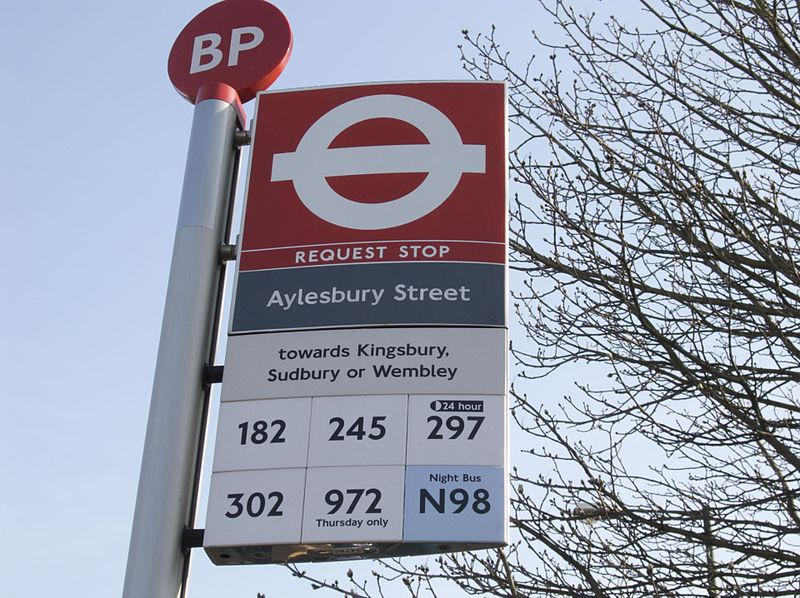 BP
REQUEST STOP
Aylesbury Street
towards Kingsbury,
Sudbury or Wembley
182 245 24 hour 297
302 972 Thursday only Night Bus N98